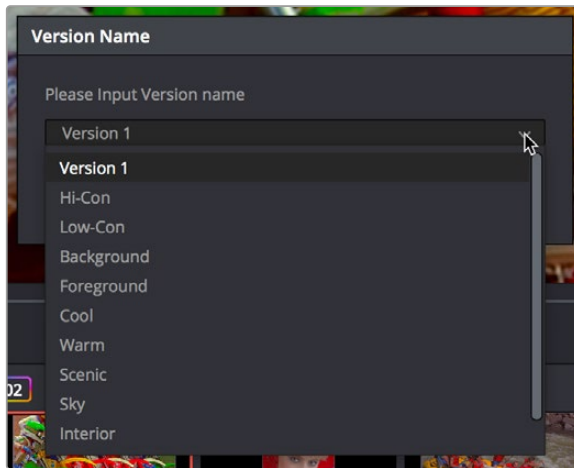 Version Name
Please Input Version name
Version 1
Version 1
Hi-Con
Low-Con
Background
Foreground
Cool
Warm
Scenic
02
Sky
Interior